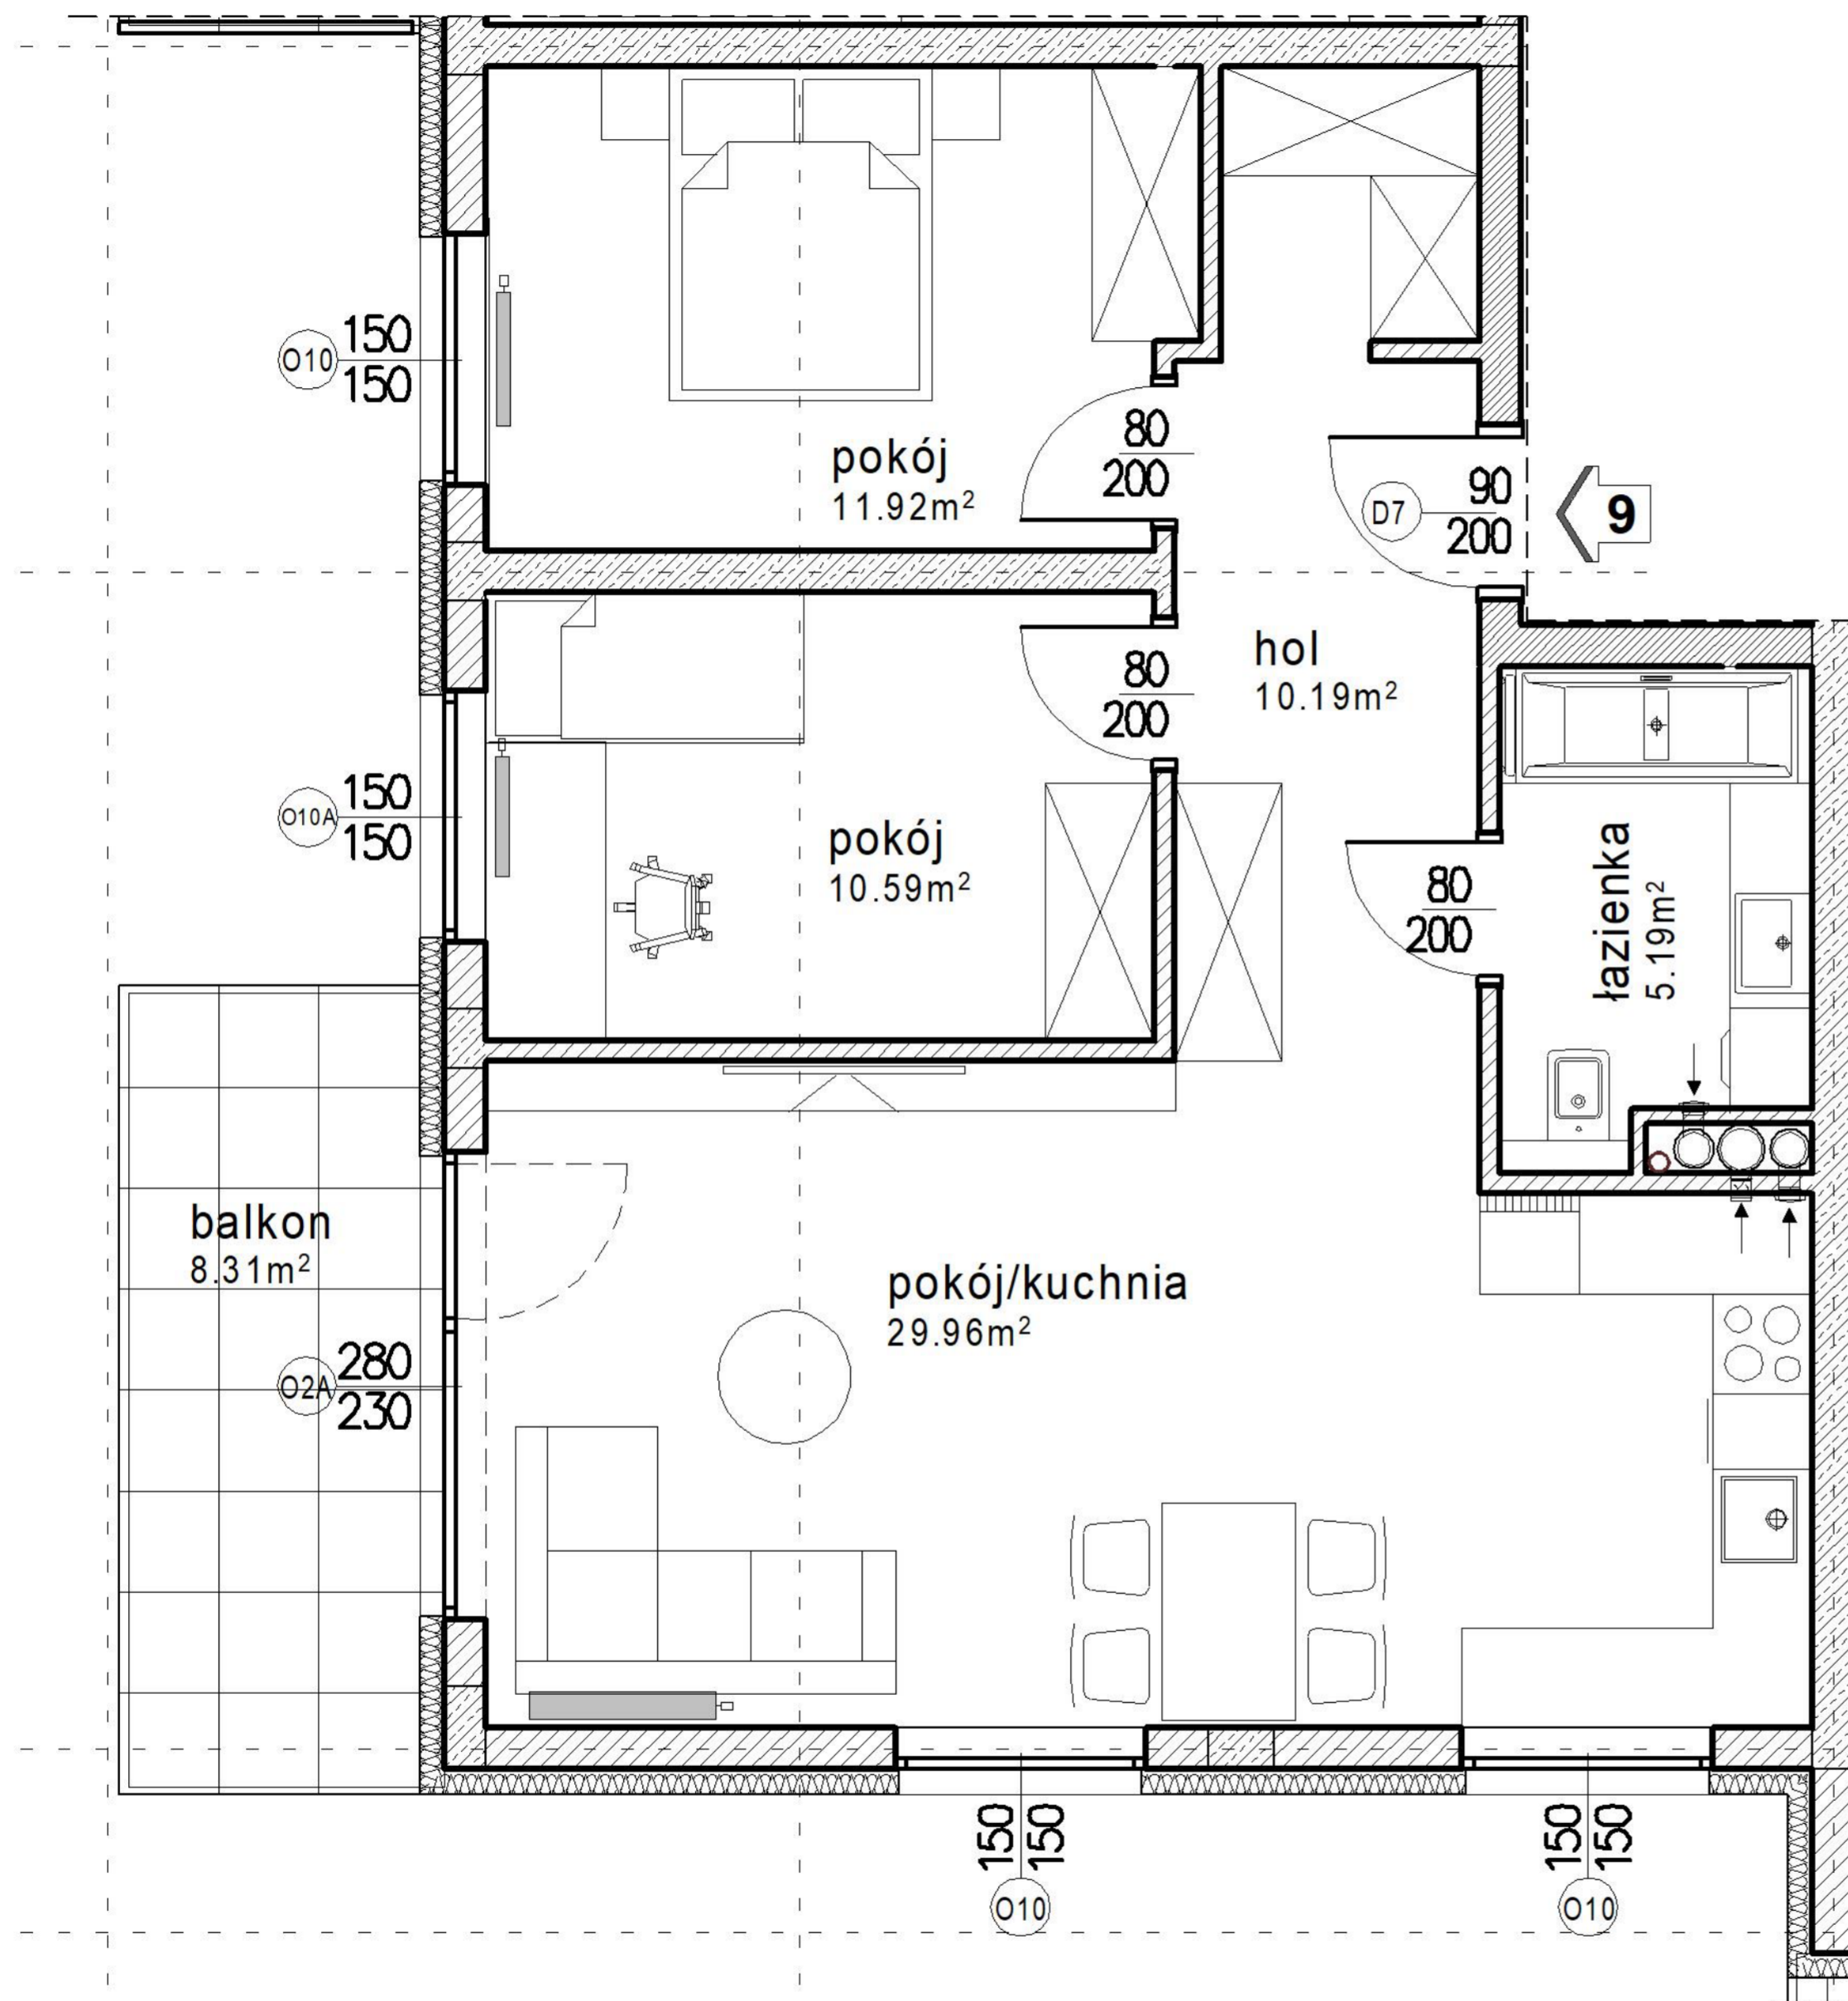 O10
150
150
pokój
11.92m²
80
200
D7
90
200
9
80
200
hol
10.19m²
O10A
150
150
pokój
10.59m²
80
200
łazienka
5.19m²
balkon
8.31m²
pokój/kuchnia
29.96m²
O2A
280
230
150
150
O10
150
150
O10